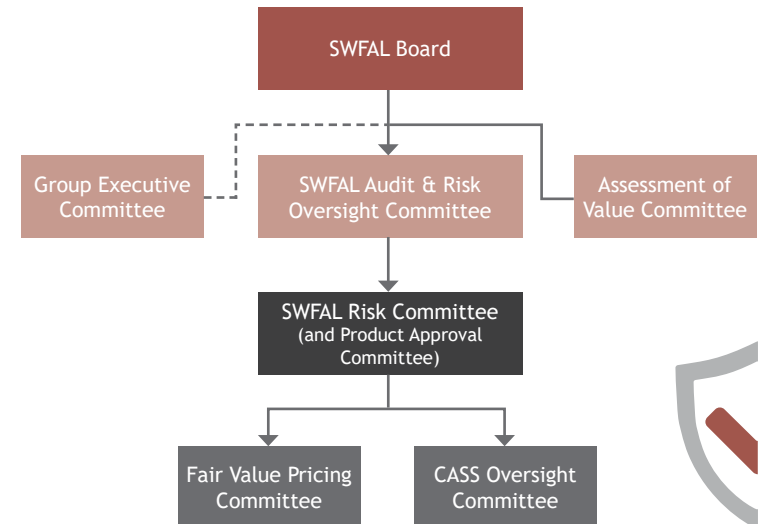 SWFAL Board
Group Executive
Committee
SWFAL Audit & Risk
Oversight Committee
Assessment of
Value Committee
SWFAL Risk Committee
(and Product Approval
Committee)
Fair Value Pricing
Committee
CASS Oversight
Committee